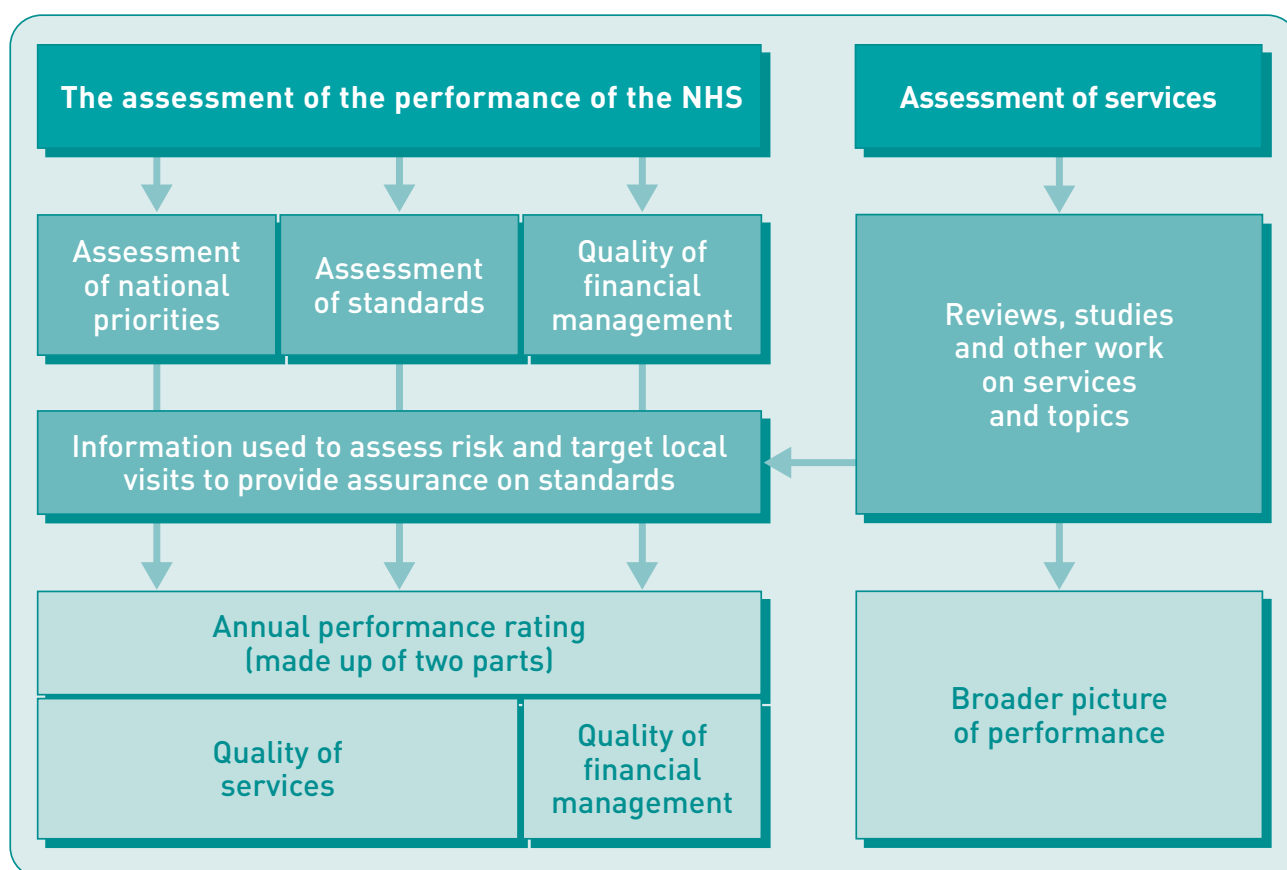 The assessment of the performance of the NHS
Assessment of services
Assessment
of national
priorities
Assessment
of standards
Quality of
financial
management
Reviews, studies
and other work
on services
and topics
Information used to assess risk and target local
visits to provide assurance on standards
Annual performance rating
(made up of two parts)
Quality of
services
Quality of
financial
management
Broader picture
of performance